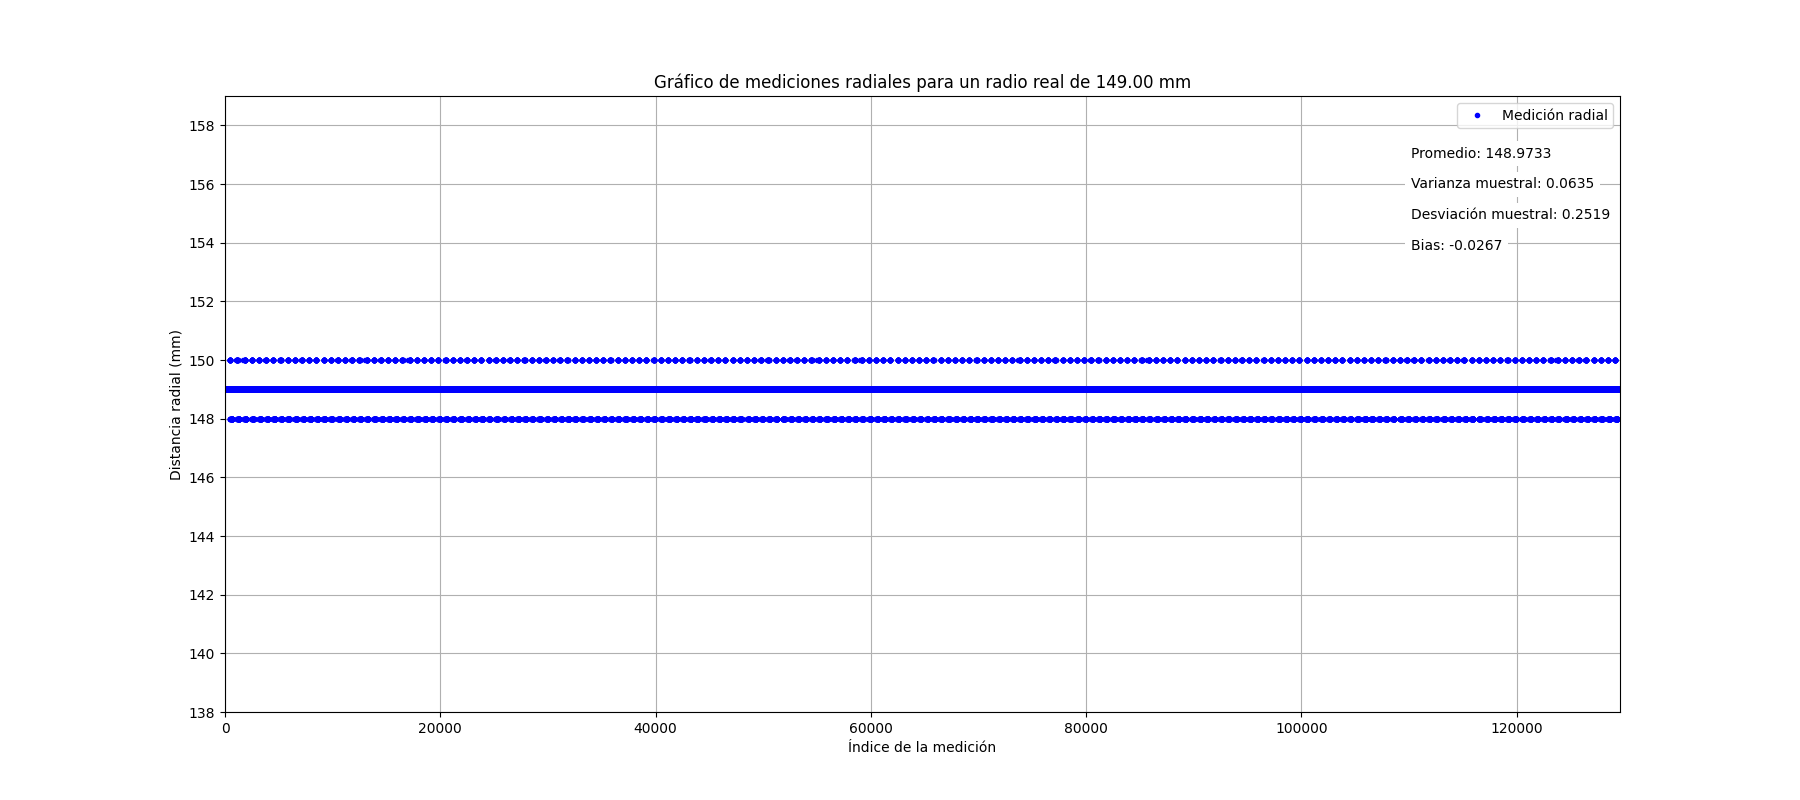 Gráfico de mediciones radiales para un radio real de 149.00 mm
Medición radial
Promedio: 148.9733
Varianza muestral: 0.0635
Desviación muestral: 0.2519
Bias: -0.0267
Distancia radial (mm)
158
156
154
152
150
148
146
144
142
140
138
0 20000 40000 60000 80000 100000 120000
Índice de la medición